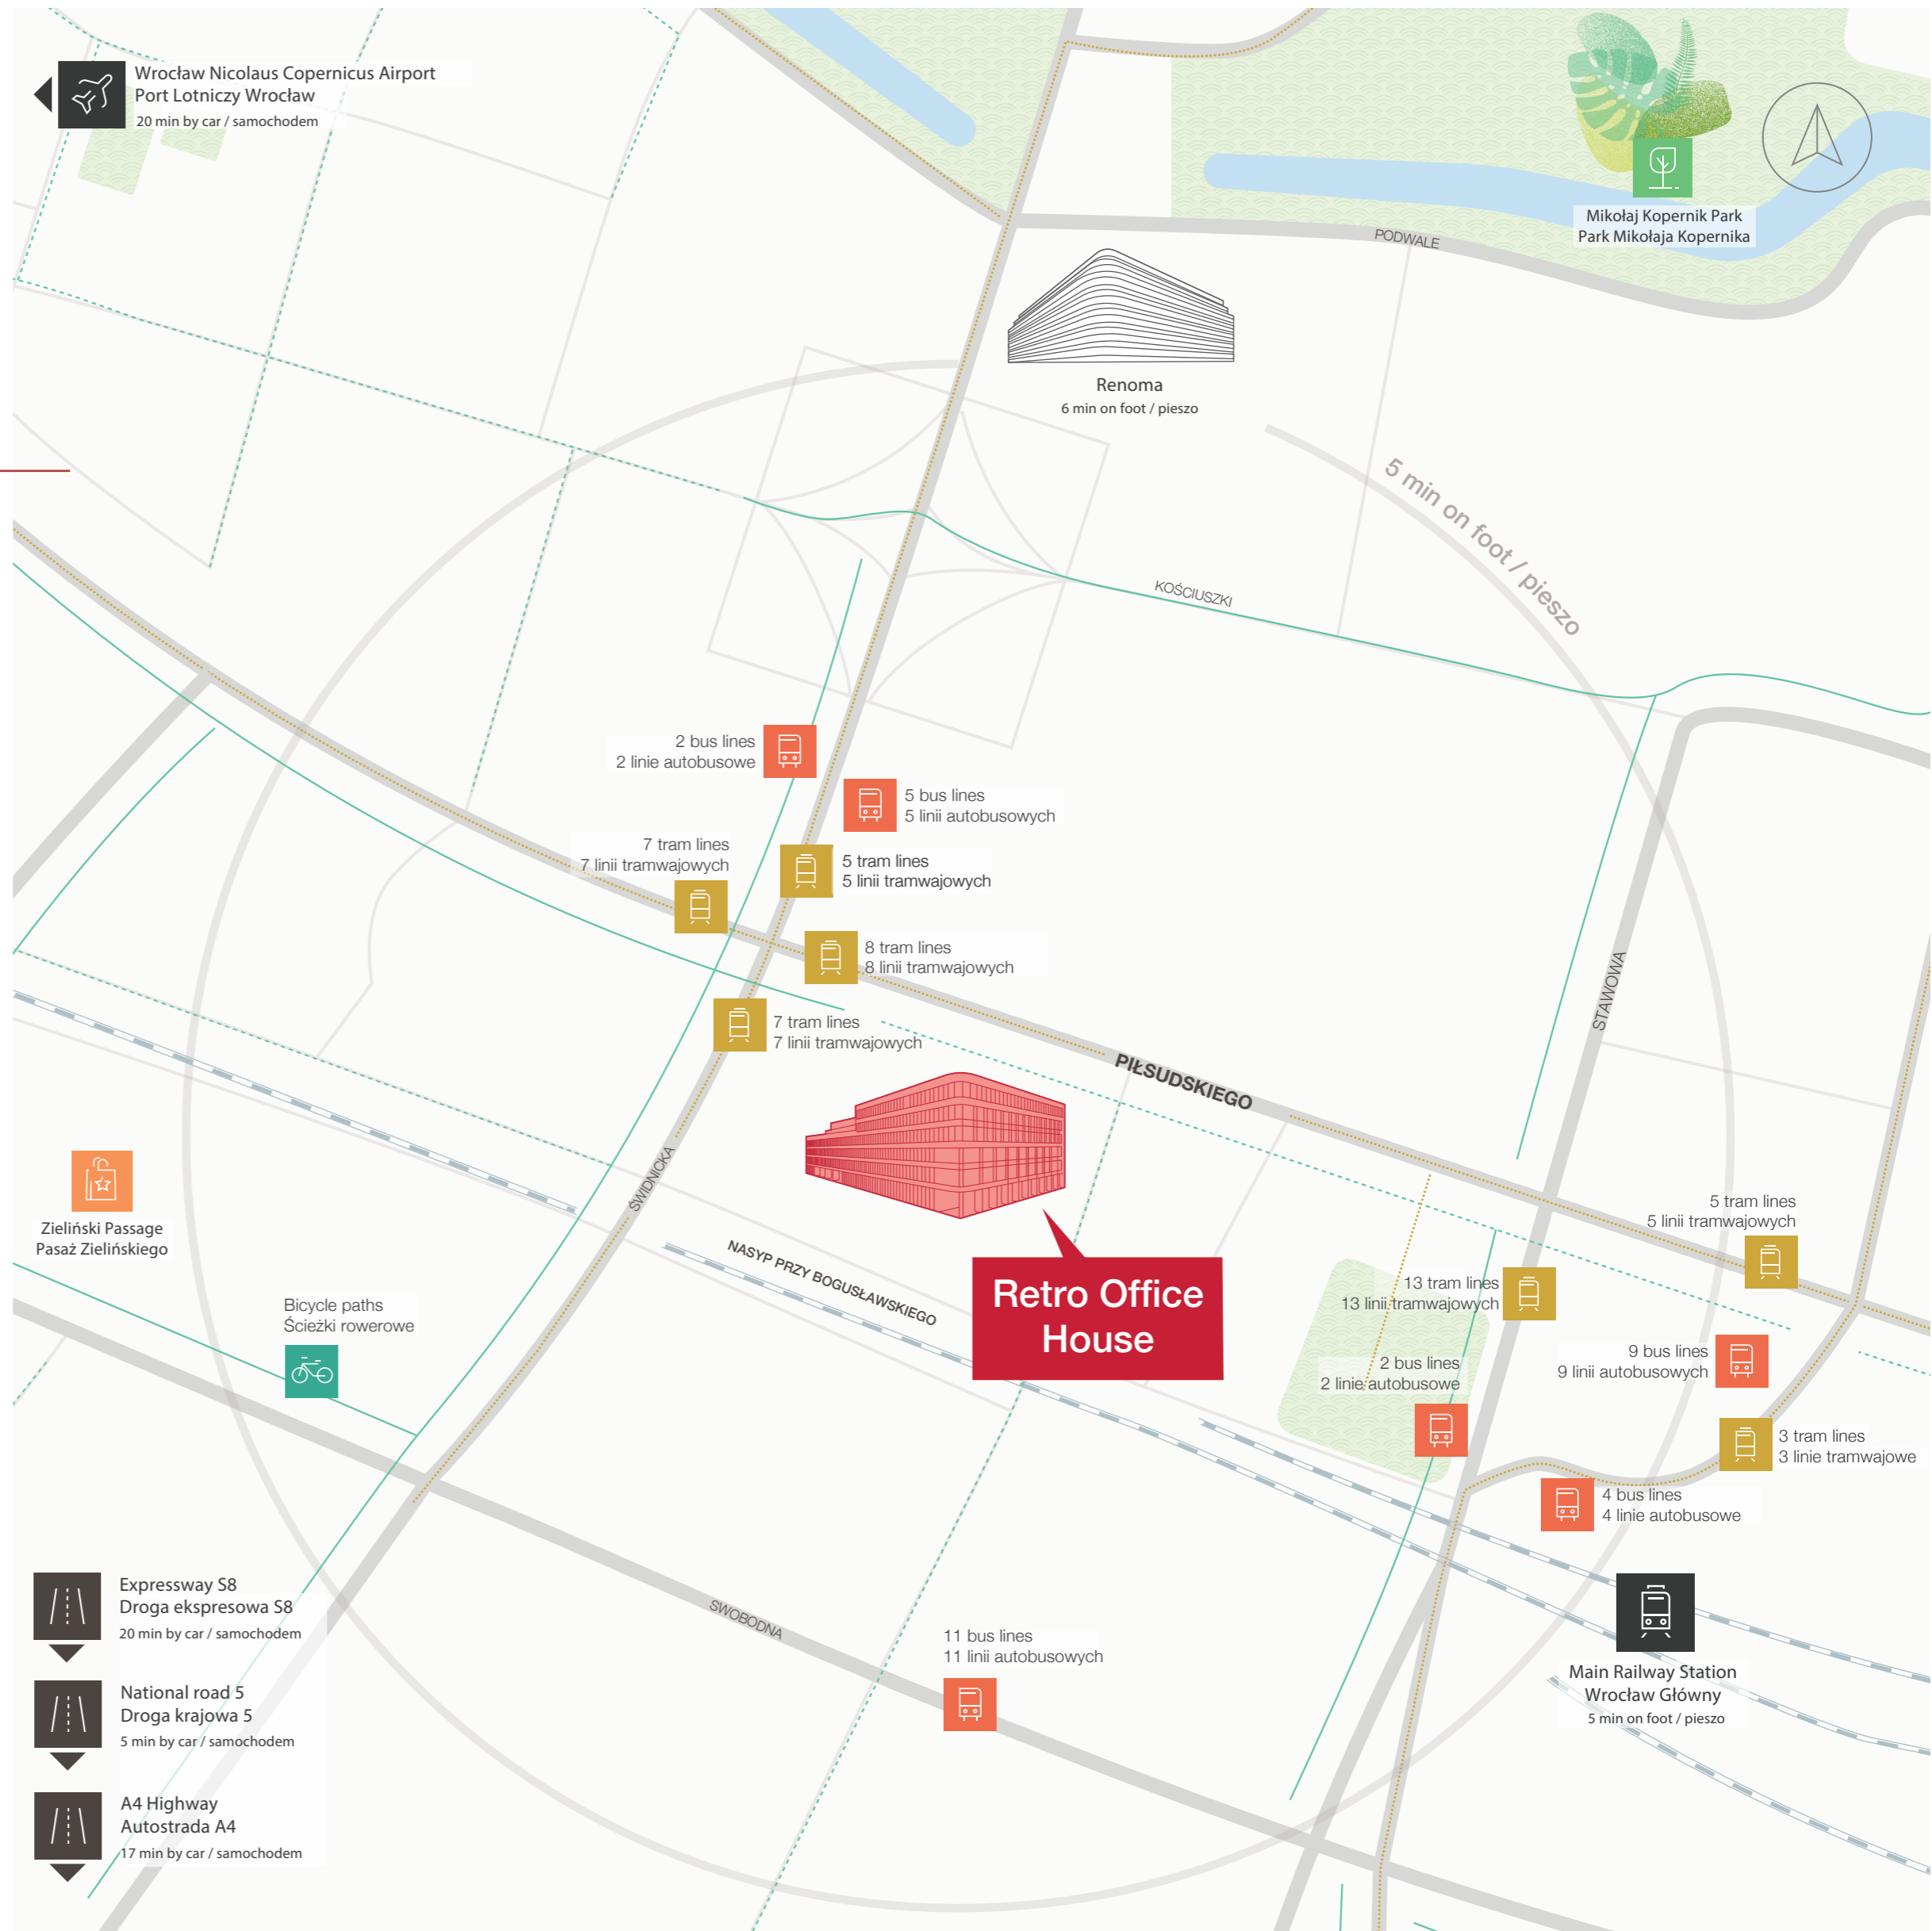 Wrocław Nicolaus Copernicus Airport
Port Lotniczy Wrocław
20 min by car / samochodem
Mikołaj Kopernik Park
Park Mikołaja Kopernika
PODWALE
Renoma
6 min on foot / pieszo
5 min on foot / pieszo
KOŚCIUSZKI
2 bus lines
2 linie autobusowe
5 bus lines
5 linii autobusowych
7 tram lines
7 linii tramwajowych
5 tram lines
5 linii tramwajowych
8 tram lines
8 linii tramwajowych
7 tram lines
7 linii tramwajowych
STAWOWA
PIŁSUDSKIEGO
ŚWIDNICKA
Zieliński Passage
Pasaż Zielińskiego
NASYP PRZY BOGUSŁAWSKIEGO
Retro Office
House
5 tram lines
5 linii tramwajowych
13 tram lines
13 linii tramwajowych
Bicycle paths
Ścieżki rowerowe
9 bus lines
9 linii autobusowych
2 bus lines
2 linie autobusowe
3 tram lines
3 linie tramwajowe
4 bus lines
4 linie autobusowe
Expressway S8
Droga ekspresowa S8
20 min by car / samochodem
SWOBODNA
11 bus lines
11 linii autobusowych
Main Railway Station
Wrocław Główny
5 min on foot / pieszo
National road 5
Droga krajowa 5
5 min by car / samochodem
A4 Highway
Autostrada A4
17 min by car / samochodem